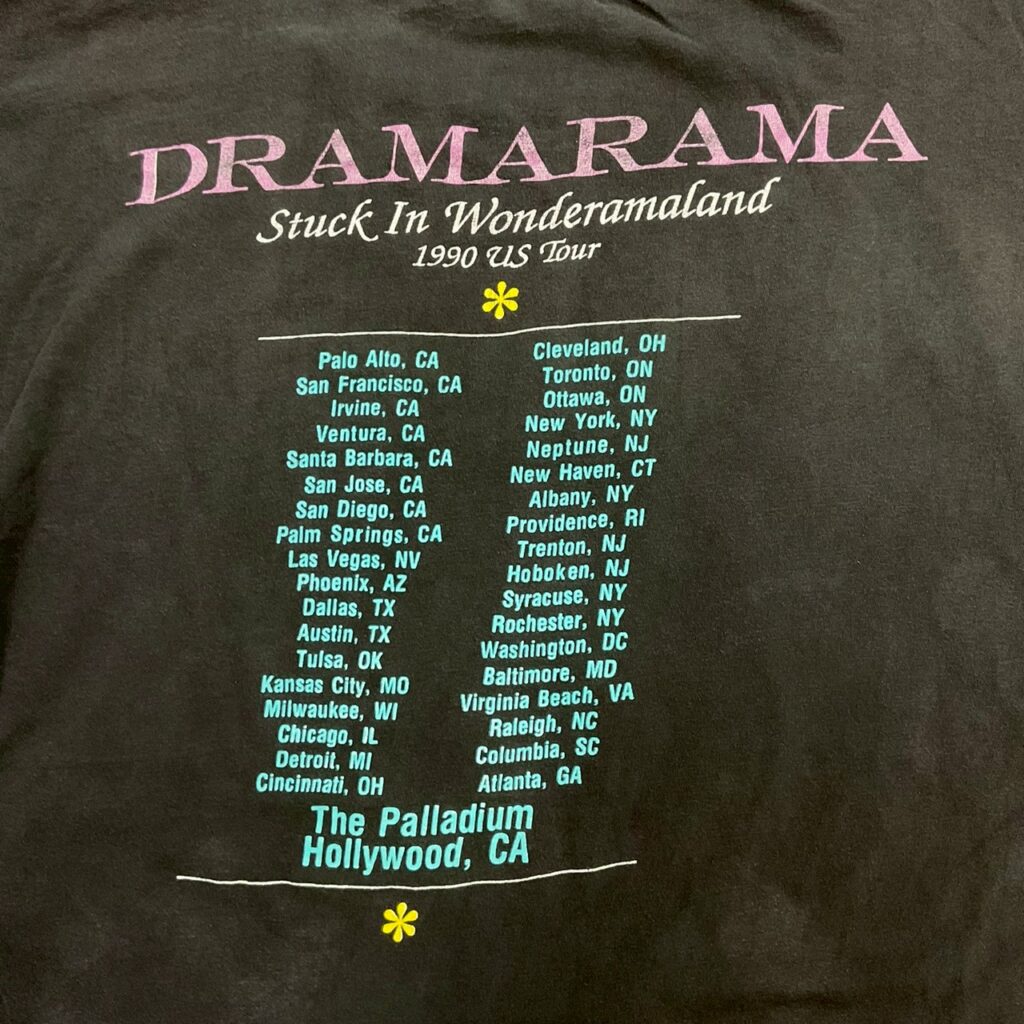 DRAMARAMA
Stuck In Wonderamaland
1990 US Tour
Palo Alto, CA
San Francisco, CA
Irvine, CA
Ventura, CA
Santa Barbara, CA
San Jose, CA
San Diego, CA
Palm Springs, CA
Las Vegas, NV
Phoenix, AZ
Dallas, TX
Austin, TX
Tulsa, OK
Kansas City, MO
Milwaukee, WI
Chicago, IL
Detroit, MI
Cincinnati, OH
Cleveland, OH
Toronto, ON
Ottawa, ON
New York, NY
Neptune, NJ
New Haven, CT
Albany, NY
Providence, RI
Trenton, NJ
Hoboken, NJ
Syracuse, NY
Rochester, NY
Washington, DC
Baltimore, MD
Virginia Beach, VA
Raleigh, NC
Columbia, SC
Atlanta, GA
The Palladium
Hollywood, CA